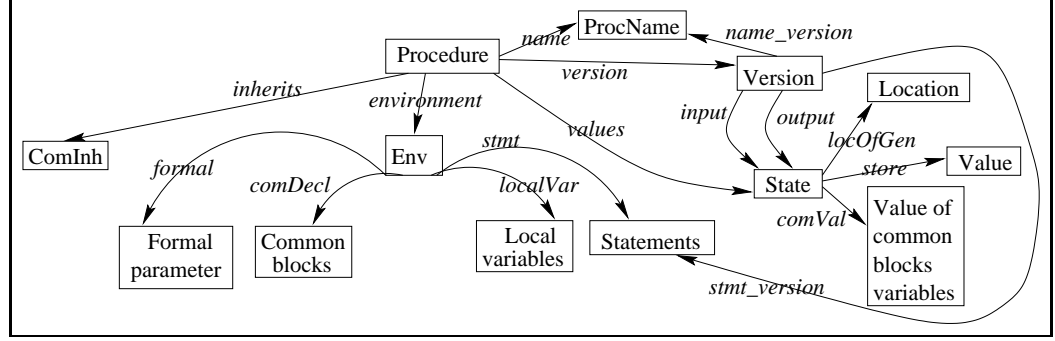 ProcName
name
name_version
Procedure
version
Version
inherits
environment
input
output
Location
values
locOfGen
ComInh
formal
Env
stmt
comDecl
localVar
State
store
Value
comVal
Formal
parameter
Common
blocks
Local
variables
Statements
Value of
common
blocks
variables
stmt_version